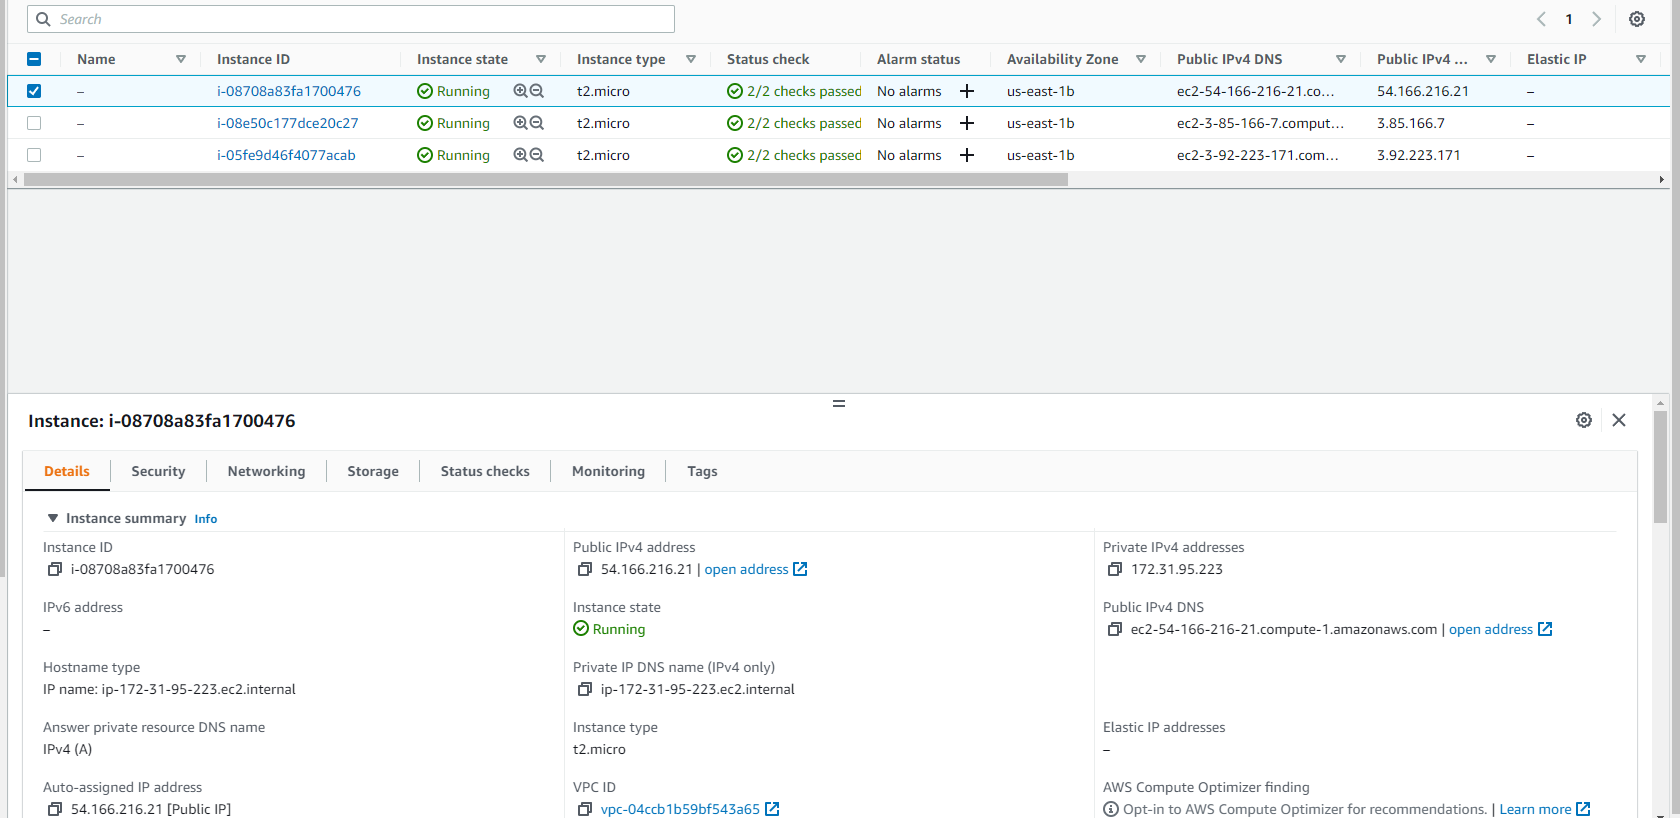 Search
1
Name Instance ID Instance state Instance type Status check Alarm status Availability Zone Public IPv4 DNS Public IPv4 ... Elastic IP
– i-08708a83fa1700476 Running t2.micro 2/2 checks passed No alarms + us-east-1b ec2-54-166-216-21.co... 54.166.216.21 –
– i-08e50c177dce20c27 Running t2.micro 2/2 checks passed No alarms + us-east-1b ec2-3-85-166-7.comput... 3.85.166.7 –
– i-05fe9d46f4077acab Running t2.micro 2/2 checks passed No alarms + us-east-1b ec2-3-92-223-171.com... 3.92.223.171 –
Instance: i-08708a83fa1700476
Details Security Networking Storage Status checks Monitoring Tags
Instance summary Info
Instance ID Public IPv4 address Private IPv4 addresses
i-08708a83fa1700476 54.166.216.21 | open address 172.31.95.223
IPv6 address Instance state Public IPv4 DNS
– Running ec2-54-166-216-21.compute-1.amazonaws.com | open address
Hostname type Private IP DNS name (IPv4 only)
IP name: ip-172-31-95-223.ec2.internal ip-172-31-95-223.ec2.internal
Answer private resource DNS name Instance type Elastic IP addresses
IPv4 (A) t2.micro –
Auto-assigned IP address VPC ID AWS Compute Optimizer finding
54.166.216.21 [Public IP] vpc-04ccb1b59bf543a65 Opt-in to AWS Compute Optimizer for recommendations. | Learn more